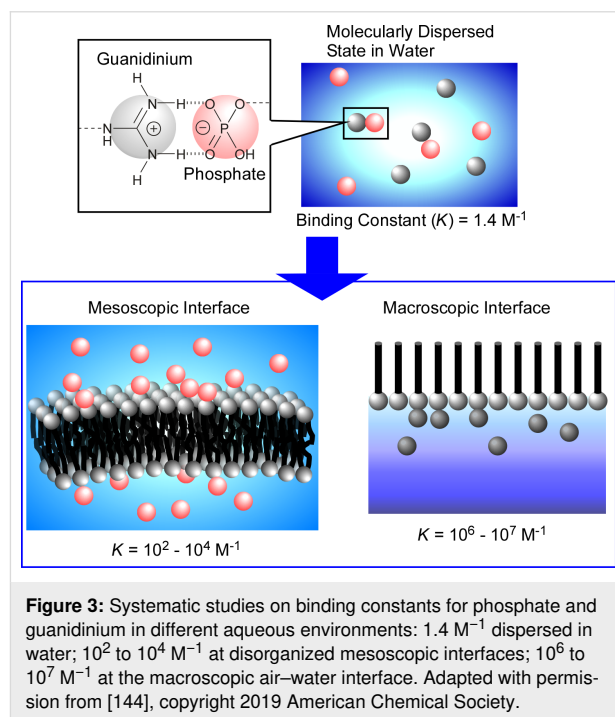 Molecularly Dispersed
State in Water
Guanidinium
H
N—H
O
O
NH
+
−
P
N—H
O
OH
H
Phosphate
Binding Constant (K) = 1.4 M⁻¹
Mesoscopic Interface
Macroscopic Interface
K = 10² - 10⁴ M⁻¹
K = 10⁶ - 10⁷ M⁻¹
Figure 3: Systematic studies on binding constants for phosphate and
guanidinium in different aqueous environments: 1.4 M⁻¹ dispersed in
water; 10² to 10⁴ M⁻¹ at disorganized mesoscopic interfaces; 10⁶ to
10⁷ M⁻¹ at the macroscopic air–water interface. Adapted with permis-
sion from [144], copyright 2019 American Chemical Society.